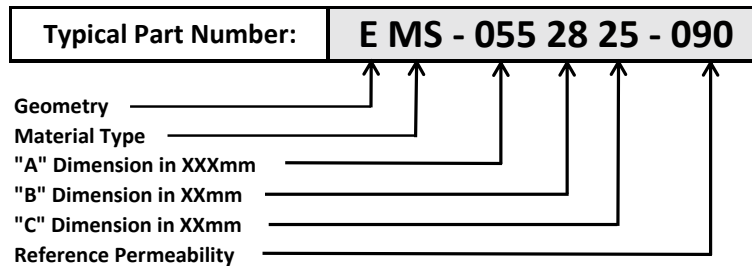 Typical Part Number: E MS - 055 28 25 - 090
Geometry
Material Type
"A" Dimension in XXXmm
"B" Dimension in XXmm
"C" Dimension in XXmm
Reference Permeability